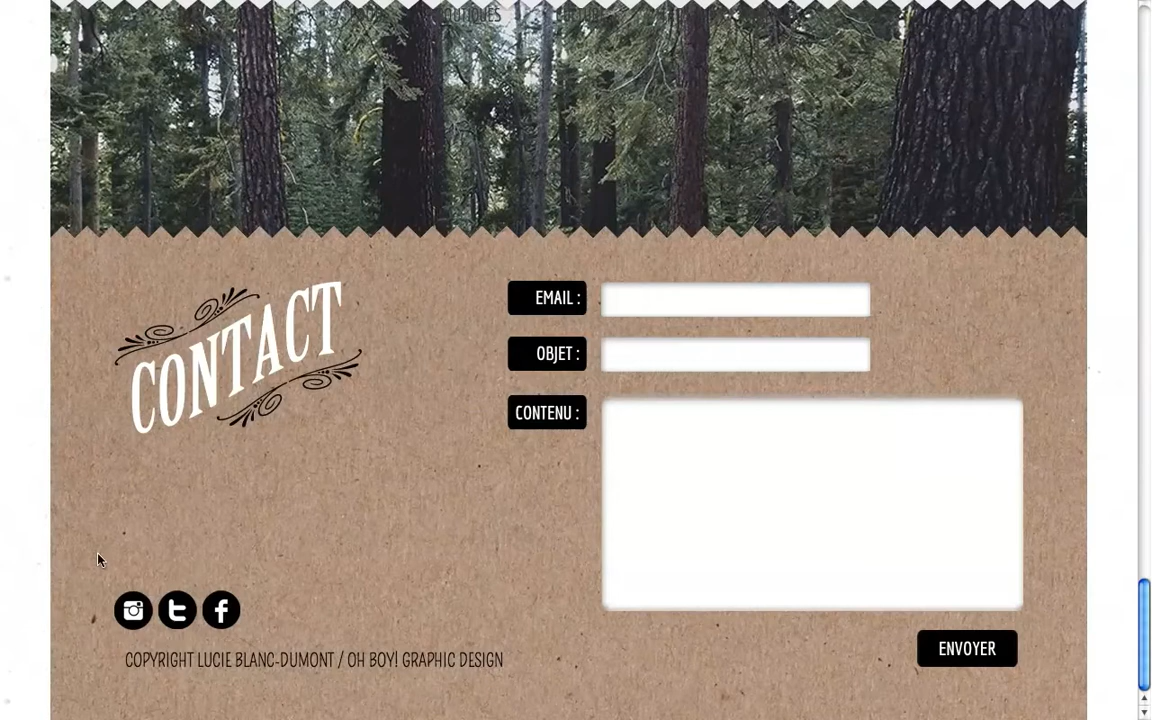 CONTACT
EMAIL :
OBJET :
CONTENU :
ENVOYER
COPYRIGHT LUCIE BLANC-DUMONT / OH BOY! GRAPHIC DESIGN